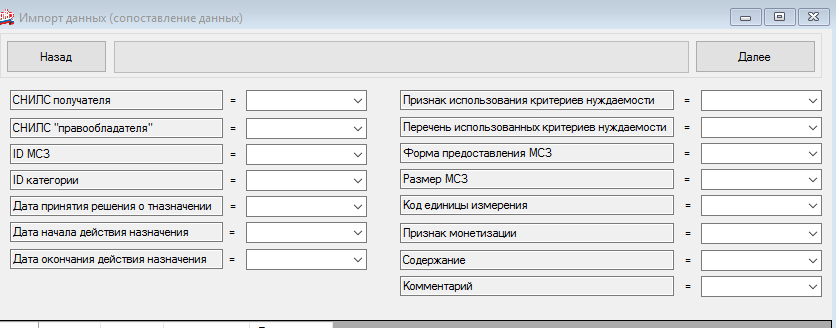 Импорт данных (сопоставление данных)
Назад
Далее
СНИЛС получателя =
СНИЛС "правообладателя" =
ID МСЗ =
ID категории =
Дата принятия решения о тназначении =
Дата начала действия назначения =
Дата окончания действия назначения =
Признак использования критериев нуждаемости =
Перечень использованных критериев нуждаемости =
Форма предоставления МСЗ =
Размер МСЗ =
Код единицы измерения =
Признак монетизации =
Содержание =
Комментарий =